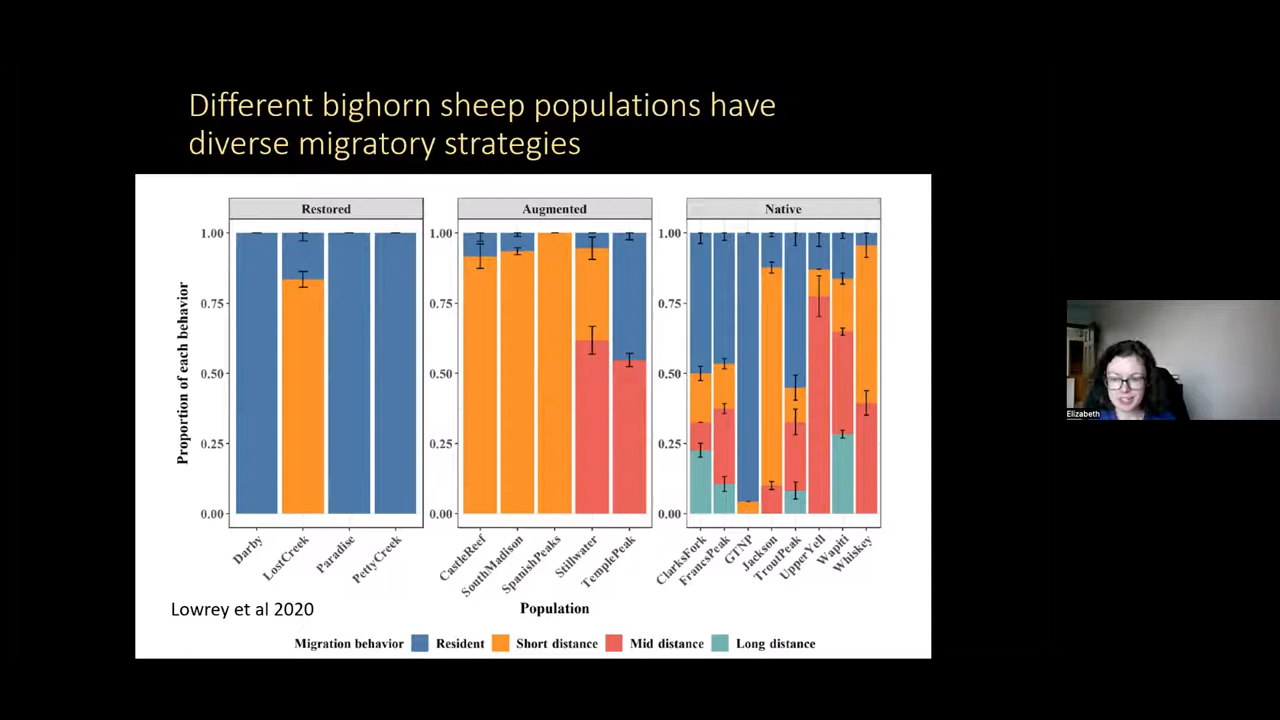 Different bighorn sheep populations have
diverse migratory strategies
Restored
Augmented
Native
Proportion of each behavior
1.00
0.75
0.50
0.25
0.00
1.00
0.75
0.50
0.25
0.00
1.00
0.75
0.50
0.25
0.00
Darby
LostCreek
Paradise
PettyCreek
CastleReef
SouthMadison
SpanishPeaks
Stillwater
TemplePeak
ClarksFork
FrancsPeak
GTNP
Jackson
TroutPeak
UpperYell
Wapiti
Whiskey
Lowrey et al 2020
Population
Migration behavior Resident Short distance Mid distance Long distance
Elizabeth